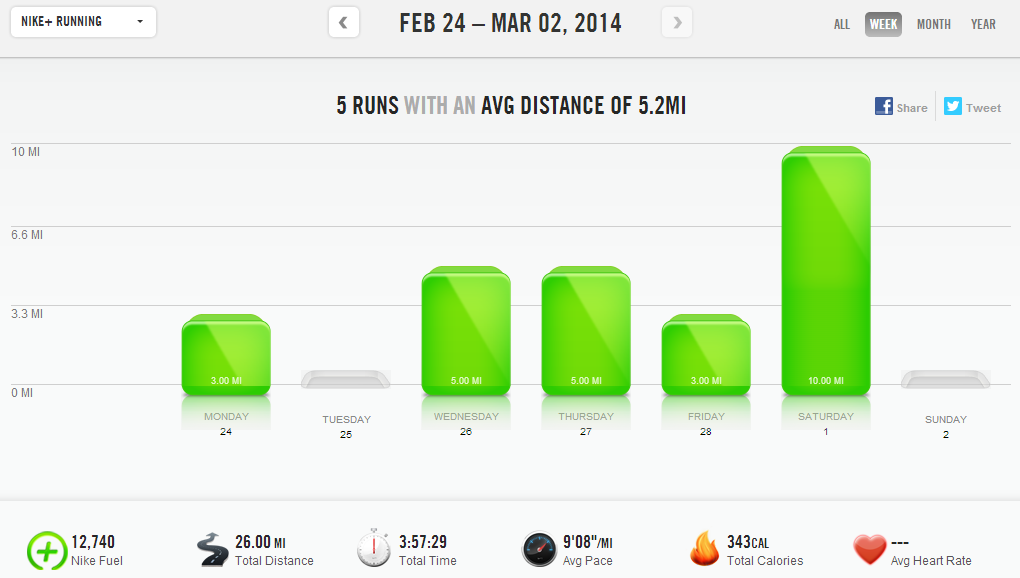 NIKE+ RUNNING
FEB 24 – MAR 02, 2014
ALL WEEK MONTH YEAR
5 RUNS WITH AN AVG DISTANCE OF 5.2MI
Share Tweet
10 MI
6.6 MI
3.3 MI
0 MI
3.00 MI 5.00 MI 5.00 MI 3.00 MI 10.00 MI
MONDAY TUESDAY WEDNESDAY THURSDAY FRIDAY SATURDAY SUNDAY
24 25 26 27 28 1 2
12,740 26.00 MI 3:57:29 9'08"/MI 343CAL ---
Nike Fuel Total Distance Total Time Avg Pace Total Calories Avg Heart Rate